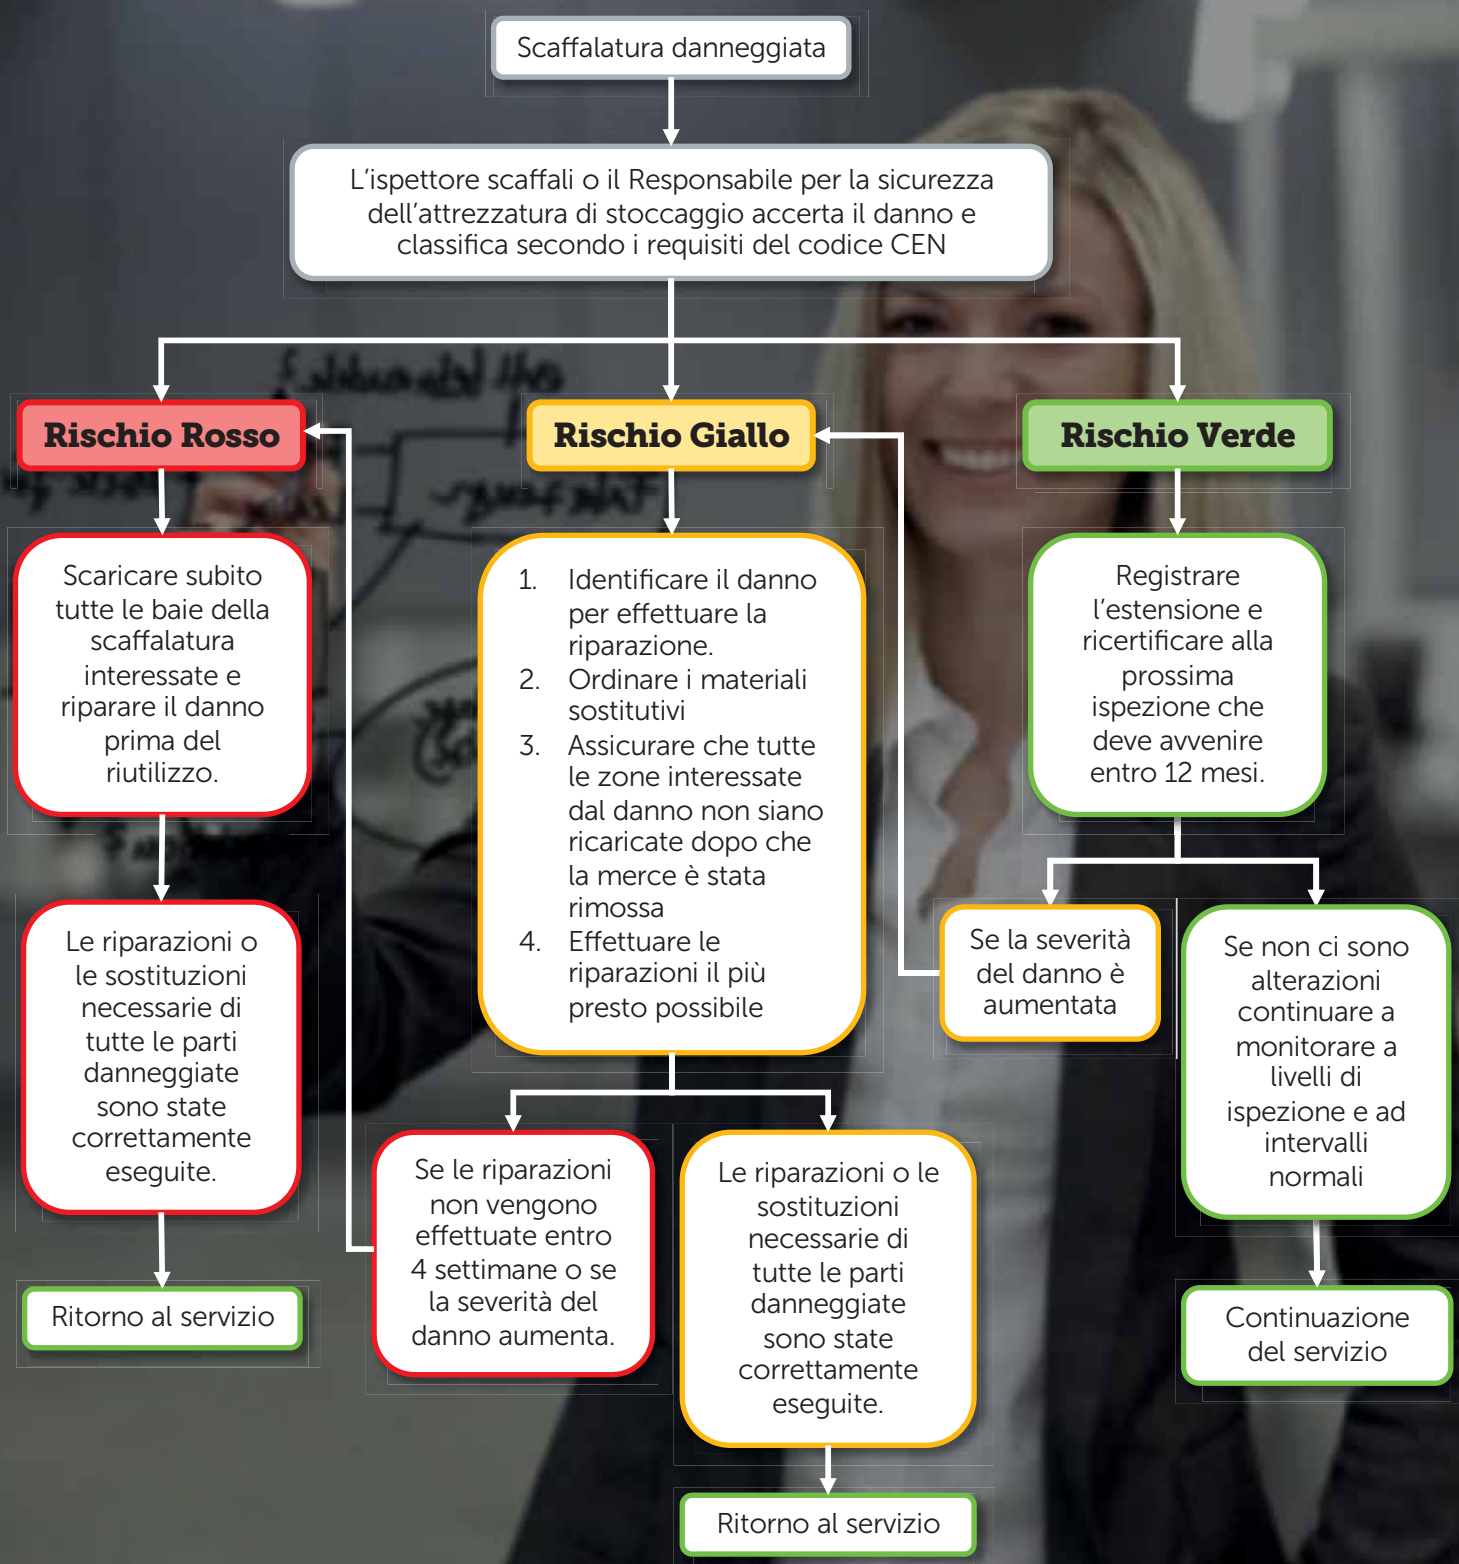 Scaffalatura danneggiata
L'ispettore scaffali o il Responsabile per la sicurezza
dell'attrezzatura di stoccaggio accerta il danno e
classifica secondo i requisiti del codice CEN
Rischio Rosso
Scaricare subito
tutte le baie della
scaffalatura
interessate e
riparare il danno
prima del
riutilizzo.
Le riparazioni o
le sostituzioni
necessarie di
tutte le parti
danneggiate
sono state
correttamente
eseguite.
Ritorno al servizio
Rischio Giallo
1. Identificare il danno
per effettuare la
riparazione.
2. Ordinare i materiali
sostitutivi
3. Assicurare che tutte
le zone interessate
dal danno non siano
ricaricate dopo che
la merce è stata
rimossa
4. Effettuare le
riparazioni il più
presto possibile
Se le riparazioni
non vengono
effettuate entro
4 settimane o se
la severità del
danno aumenta.
Le riparazioni o le
sostituzioni
necessarie di
tutte le parti
danneggiate
sono state
correttamente
eseguite.
Ritorno al servizio
Rischio Verde
Registrare
l'estensione e
ricertificare alla
prossima
ispezione che
deve avvenire
entro 12 mesi.
Se la severità
del danno è
aumentata
Se non ci sono
alterazioni
continuare a
monitorare a
livelli di
ispezione e ad
intervalli
normali
Continuazione
del servizio